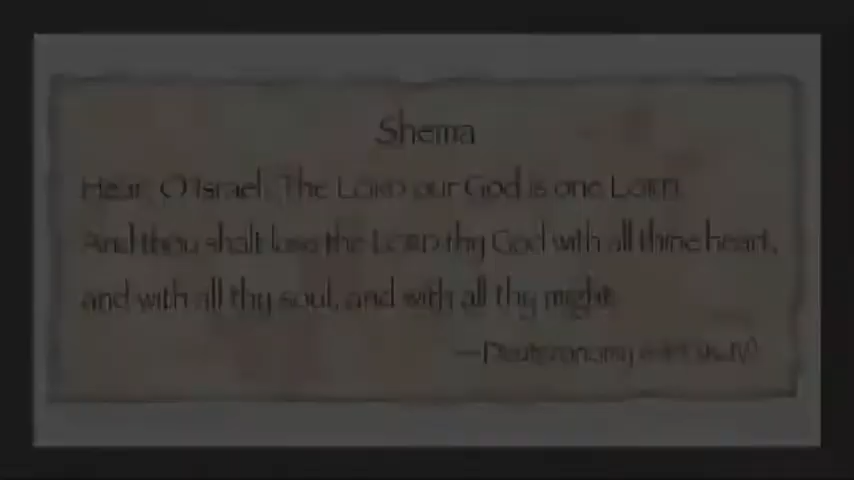 Shema
Hear, O Israel: The LORD our God is one LORD:
And thou shalt love the LORD thy God with all thine heart,
and with all thy soul, and with all thy might.
—Deuteronomy